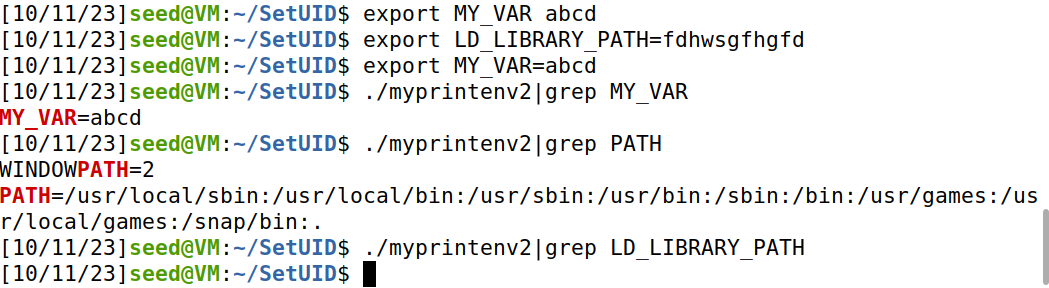 [10/11/23]seed@VM:~/SetUID$ export MY_VAR abcd
[10/11/23]seed@VM:~/SetUID$ export LD_LIBRARY_PATH=fdhwsgfhgfd
[10/11/23]seed@VM:~/SetUID$ export MY_VAR=abcd
[10/11/23]seed@VM:~/SetUID$ ./myprintenv2|grep MY_VAR
MY_VAR=abcd
[10/11/23]seed@VM:~/SetUID$ ./myprintenv2|grep PATH
WINDOWPATH=2
PATH=/usr/local/sbin:/usr/local/bin:/usr/sbin:/usr/bin:/sbin:/bin:/usr/games:/us
r/local/games:/snap/bin:.
[10/11/23]seed@VM:~/SetUID$ ./myprintenv2|grep LD_LIBRARY_PATH
[10/11/23]seed@VM:~/SetUID$